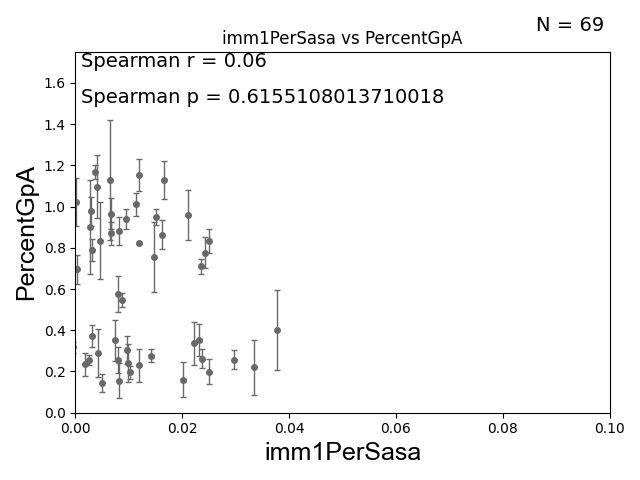 N = 69
imm1PerSasa vs PercentGpA
Spearman r = 0.06
Spearman p = 0.6155108013710018
PercentGpA
1.6
1.4
1.2
1.0
0.8
0.6
0.4
0.2
0.0
0.00 0.02 0.04 0.06 0.08 0.10
imm1PerSasa